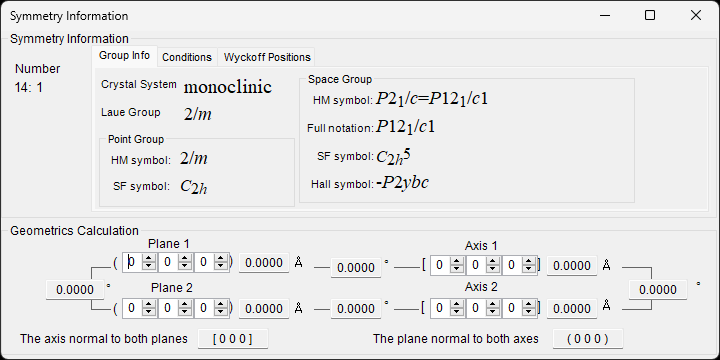 Symmetry Information
Symmetry Information
Number
14: 1
Group Info Conditions Wyckoff Positions
Crystal System monoclinic
Laue Group 2/m
Point Group
HM symbol: 2/m
SF symbol: C2h
Space Group
HM symbol: P21/c=P121/c1
Full notation: P121/c1
SF symbol: C2h5
Hall symbol: -P2ybc
Geometrics Calculation
Plane 1 Axis 1
( 0 0 0 ) 0.0000 Å [ 0 0 0 ] 0.0000 Å
0.0000 ° 0.0000 ° 0.0000 °
Plane 2 Axis 2
( 0 0 0 ) 0.0000 Å 0.0000 ° [ 0 0 0 ] 0.0000 Å
The axis normal to both planes [ 0 0 0 ] The plane normal to both axes ( 0 0 0 )